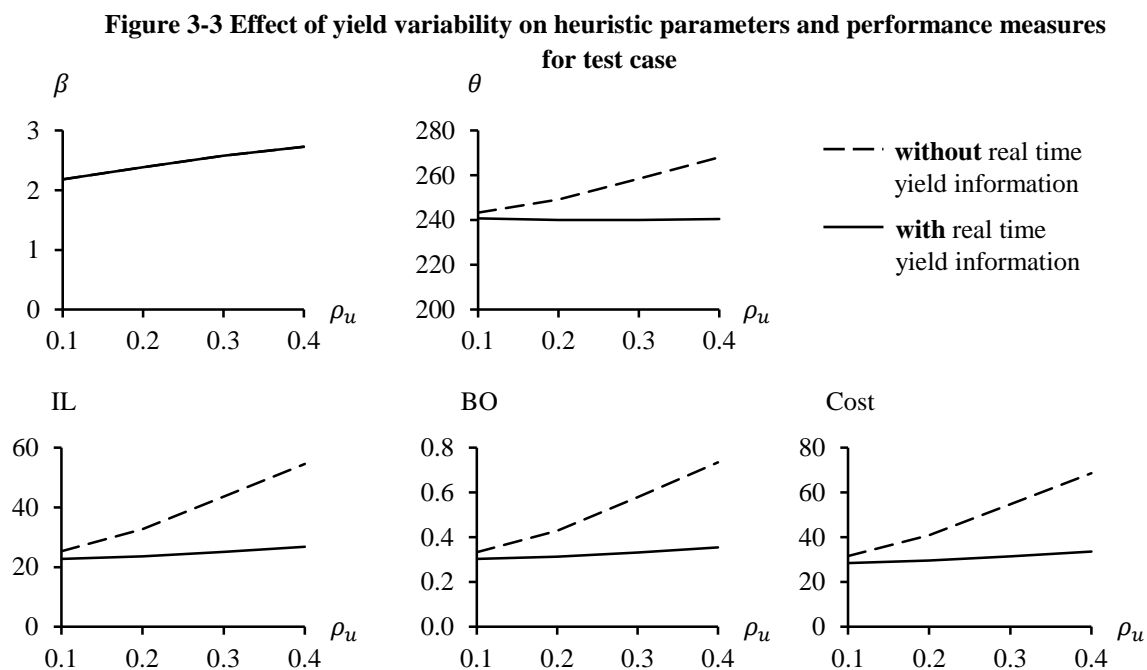 Figure 3-3 Effect of yield variability on heuristic parameters and performance measures
for test case
β
3
2
1
0
0.1 0.2 0.3 0.4
ρᵤ
θ
280
260
240
220
200
0.1 0.2 0.3 0.4
ρᵤ
without real time
yield information
with real time
yield information
IL
60
40
20
0
0.1 0.2 0.3 0.4
ρᵤ
BO
0.8
0.6
0.4
0.2
0.0
0.1 0.2 0.3 0.4
ρᵤ
Cost
80
60
40
20
0
0.1 0.2 0.3 0.4
ρᵤ